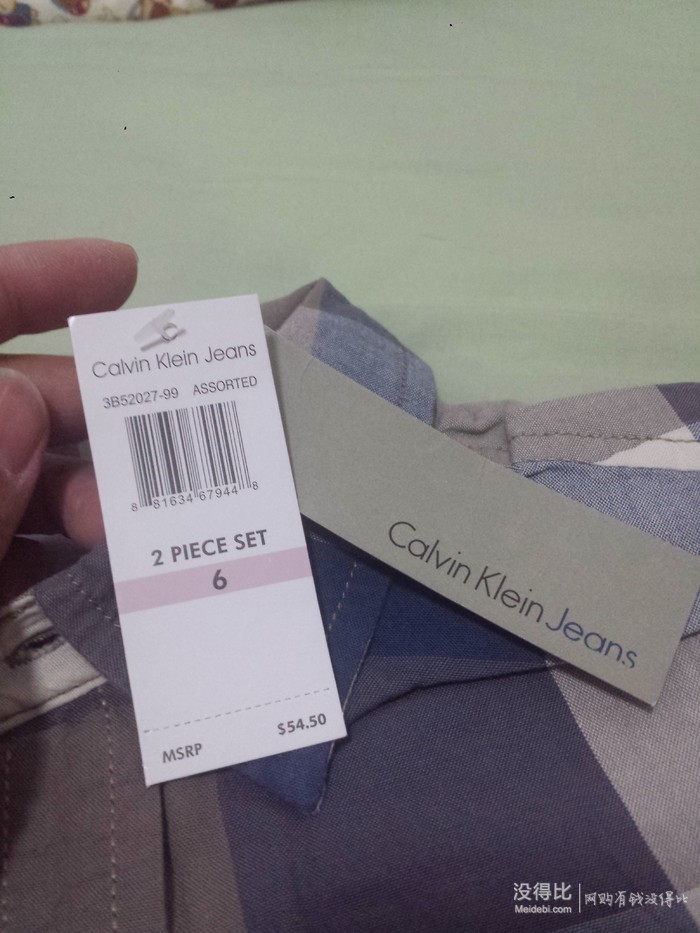 Calvin Klein Jeans
3B52027-99 ASSORTED
8 81634 67944 8
2 PIECE SET
6
MSRP $54.50
Calvin Klein Jeans
没得比
Meidebi.com
网购有钱没得比